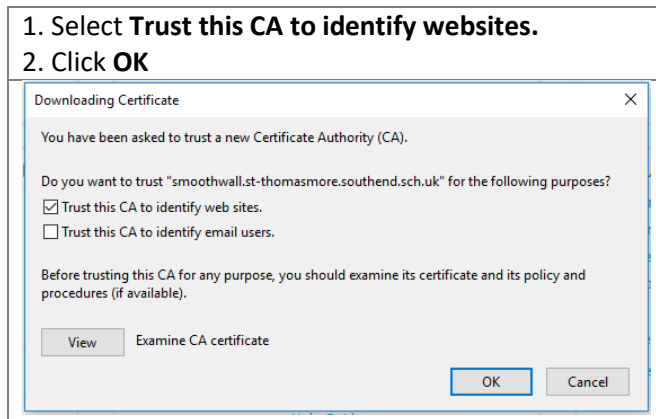 1. Select Trust this CA to identify websites.
2. Click OK
Downloading Certificate
You have been asked to trust a new Certificate Authority (CA).
Do you want to trust "smoothwall.st-thomasmore.southend.sch.uk" for the following purposes?
Trust this CA to identify web sites.
Trust this CA to identify email users.
Before trusting this CA for any purpose, you should examine its certificate and its policy and
procedures (if available).
View Examine CA certificate
OK Cancel